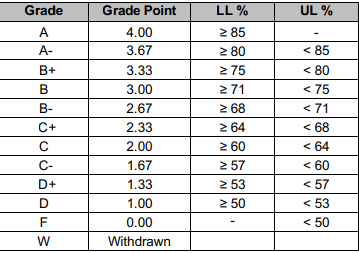 Grade Grade Point LL % UL %
A 4.00 ≥ 85 -
A- 3.67 ≥ 80 < 85
B+ 3.33 ≥ 75 < 80
B 3.00 ≥ 71 < 75
B- 2.67 ≥ 68 < 71
C+ 2.33 ≥ 64 < 68
C 2.00 ≥ 60 < 64
C- 1.67 ≥ 57 < 60
D+ 1.33 ≥ 53 < 57
D 1.00 ≥ 50 < 53
F 0.00 - < 50
W Withdrawn